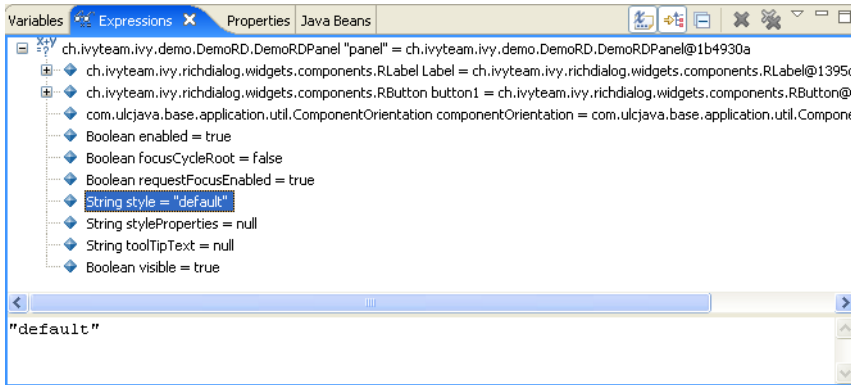 Variables Expressions Properties Java Beans
X+Y =? ch.ivyteam.ivy.demo.DemoRD.DemoRDPanel "panel" = ch.ivyteam.ivy.demo.DemoRD.DemoRDPanel@1b4930a
ch.ivyteam.ivy.richdialog.widgets.components.RLabel Label = ch.ivyteam.ivy.richdialog.widgets.components.RLabel@1395
ch.ivyteam.ivy.richdialog.widgets.components.RButton button1 = ch.ivyteam.ivy.richdialog.widgets.components.RButton@
com.ulcjava.base.application.util.ComponentOrientation componentOrientation = com.ulcjava.base.application.util.Compone
Boolean enabled = true
Boolean focusCycleRoot = false
Boolean requestFocusEnabled = true
String style = "default"
String styleProperties = null
String toolTipText = null
Boolean visible = true
"default"